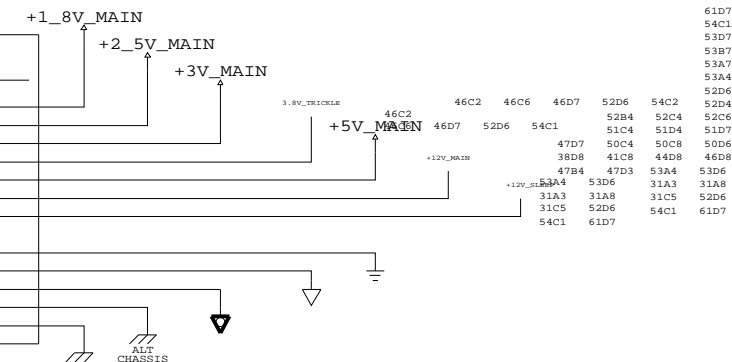 61D7
+1_8V_MAIN
54C1
53D7
+2_5V_MAIN
53B7
53A7
+3V_MAIN
53A4
52D6
3.8V_TRICKLE 46C2 46C6 46D7 52D6 54C2 52D4
46C2 52B4 52C4 52C6
+5V_MAIN 46D7 52D6 54C1 51C4 51D4 51D7
47D7 50C4 50C8 50D6
+12V_MAIN 38D8 41C8 44D8 46D8
47B4 47D3 53A4 53D6
+12V_SLEEP 53A4 53D6 31A3 31A8
31A3 31A8 31C5 52D6
31C5 52D6 54C1 61D7
54C1 61D7
ALT
CHASSIS